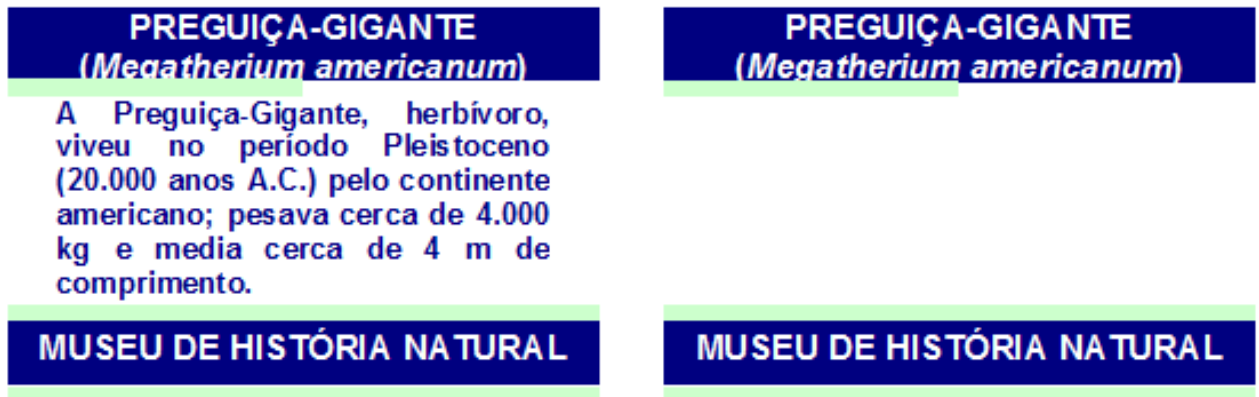 PREGUIÇA-GIGANTE
(Megatherium americanum)
A Preguiça-Gigante, herbívoro,
viveu no período Pleistoceno
(20.000 anos A.C.) pelo continente
americano; pesava cerca de 4.000
kg e media cerca de 4 m de
comprimento.
MUSEU DE HISTÓRIA NATURAL
PREGUIÇA-GIGANTE
(Megatherium americanum)
MUSEU DE HISTÓRIA NATURAL